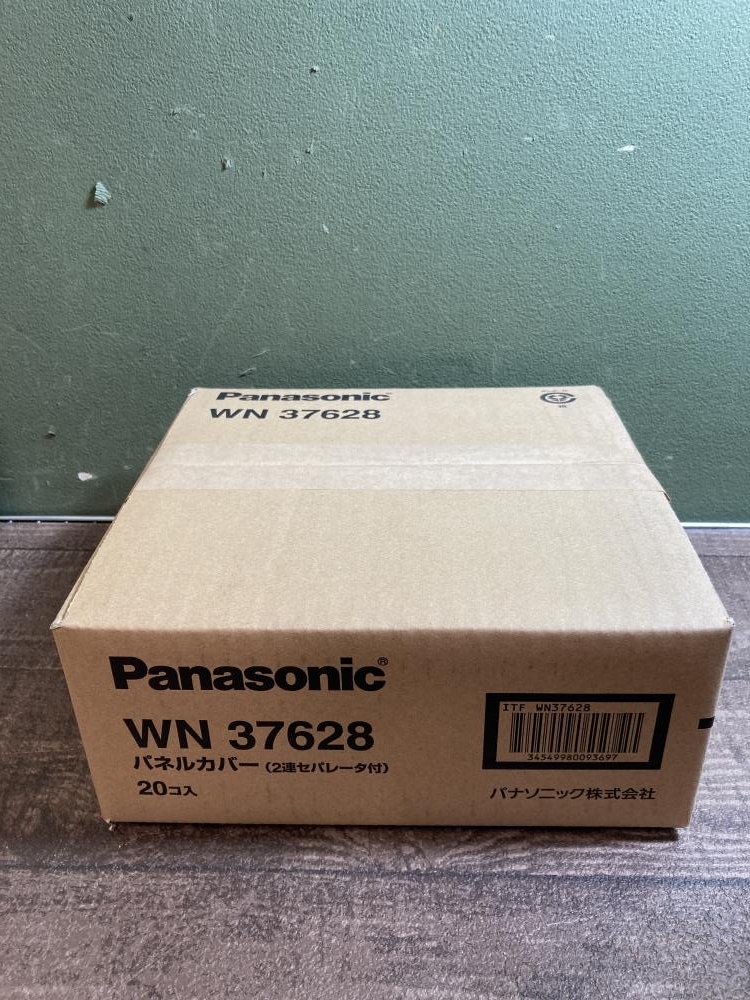 Panasonic
WN 37628
Panasonic®
WN 37628
パネルカバー (2連セパレータ付)
20コ入
ITF WN37628
34549980093697
パナソニック株式会社